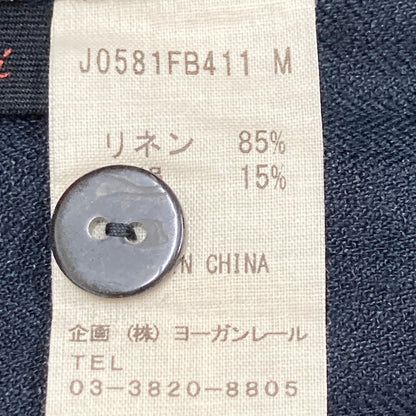 J0581FB411 M
リネン 85%
15%
IN CHINA
企画 (株) ヨーガンレール
TEL
03-3820-8805